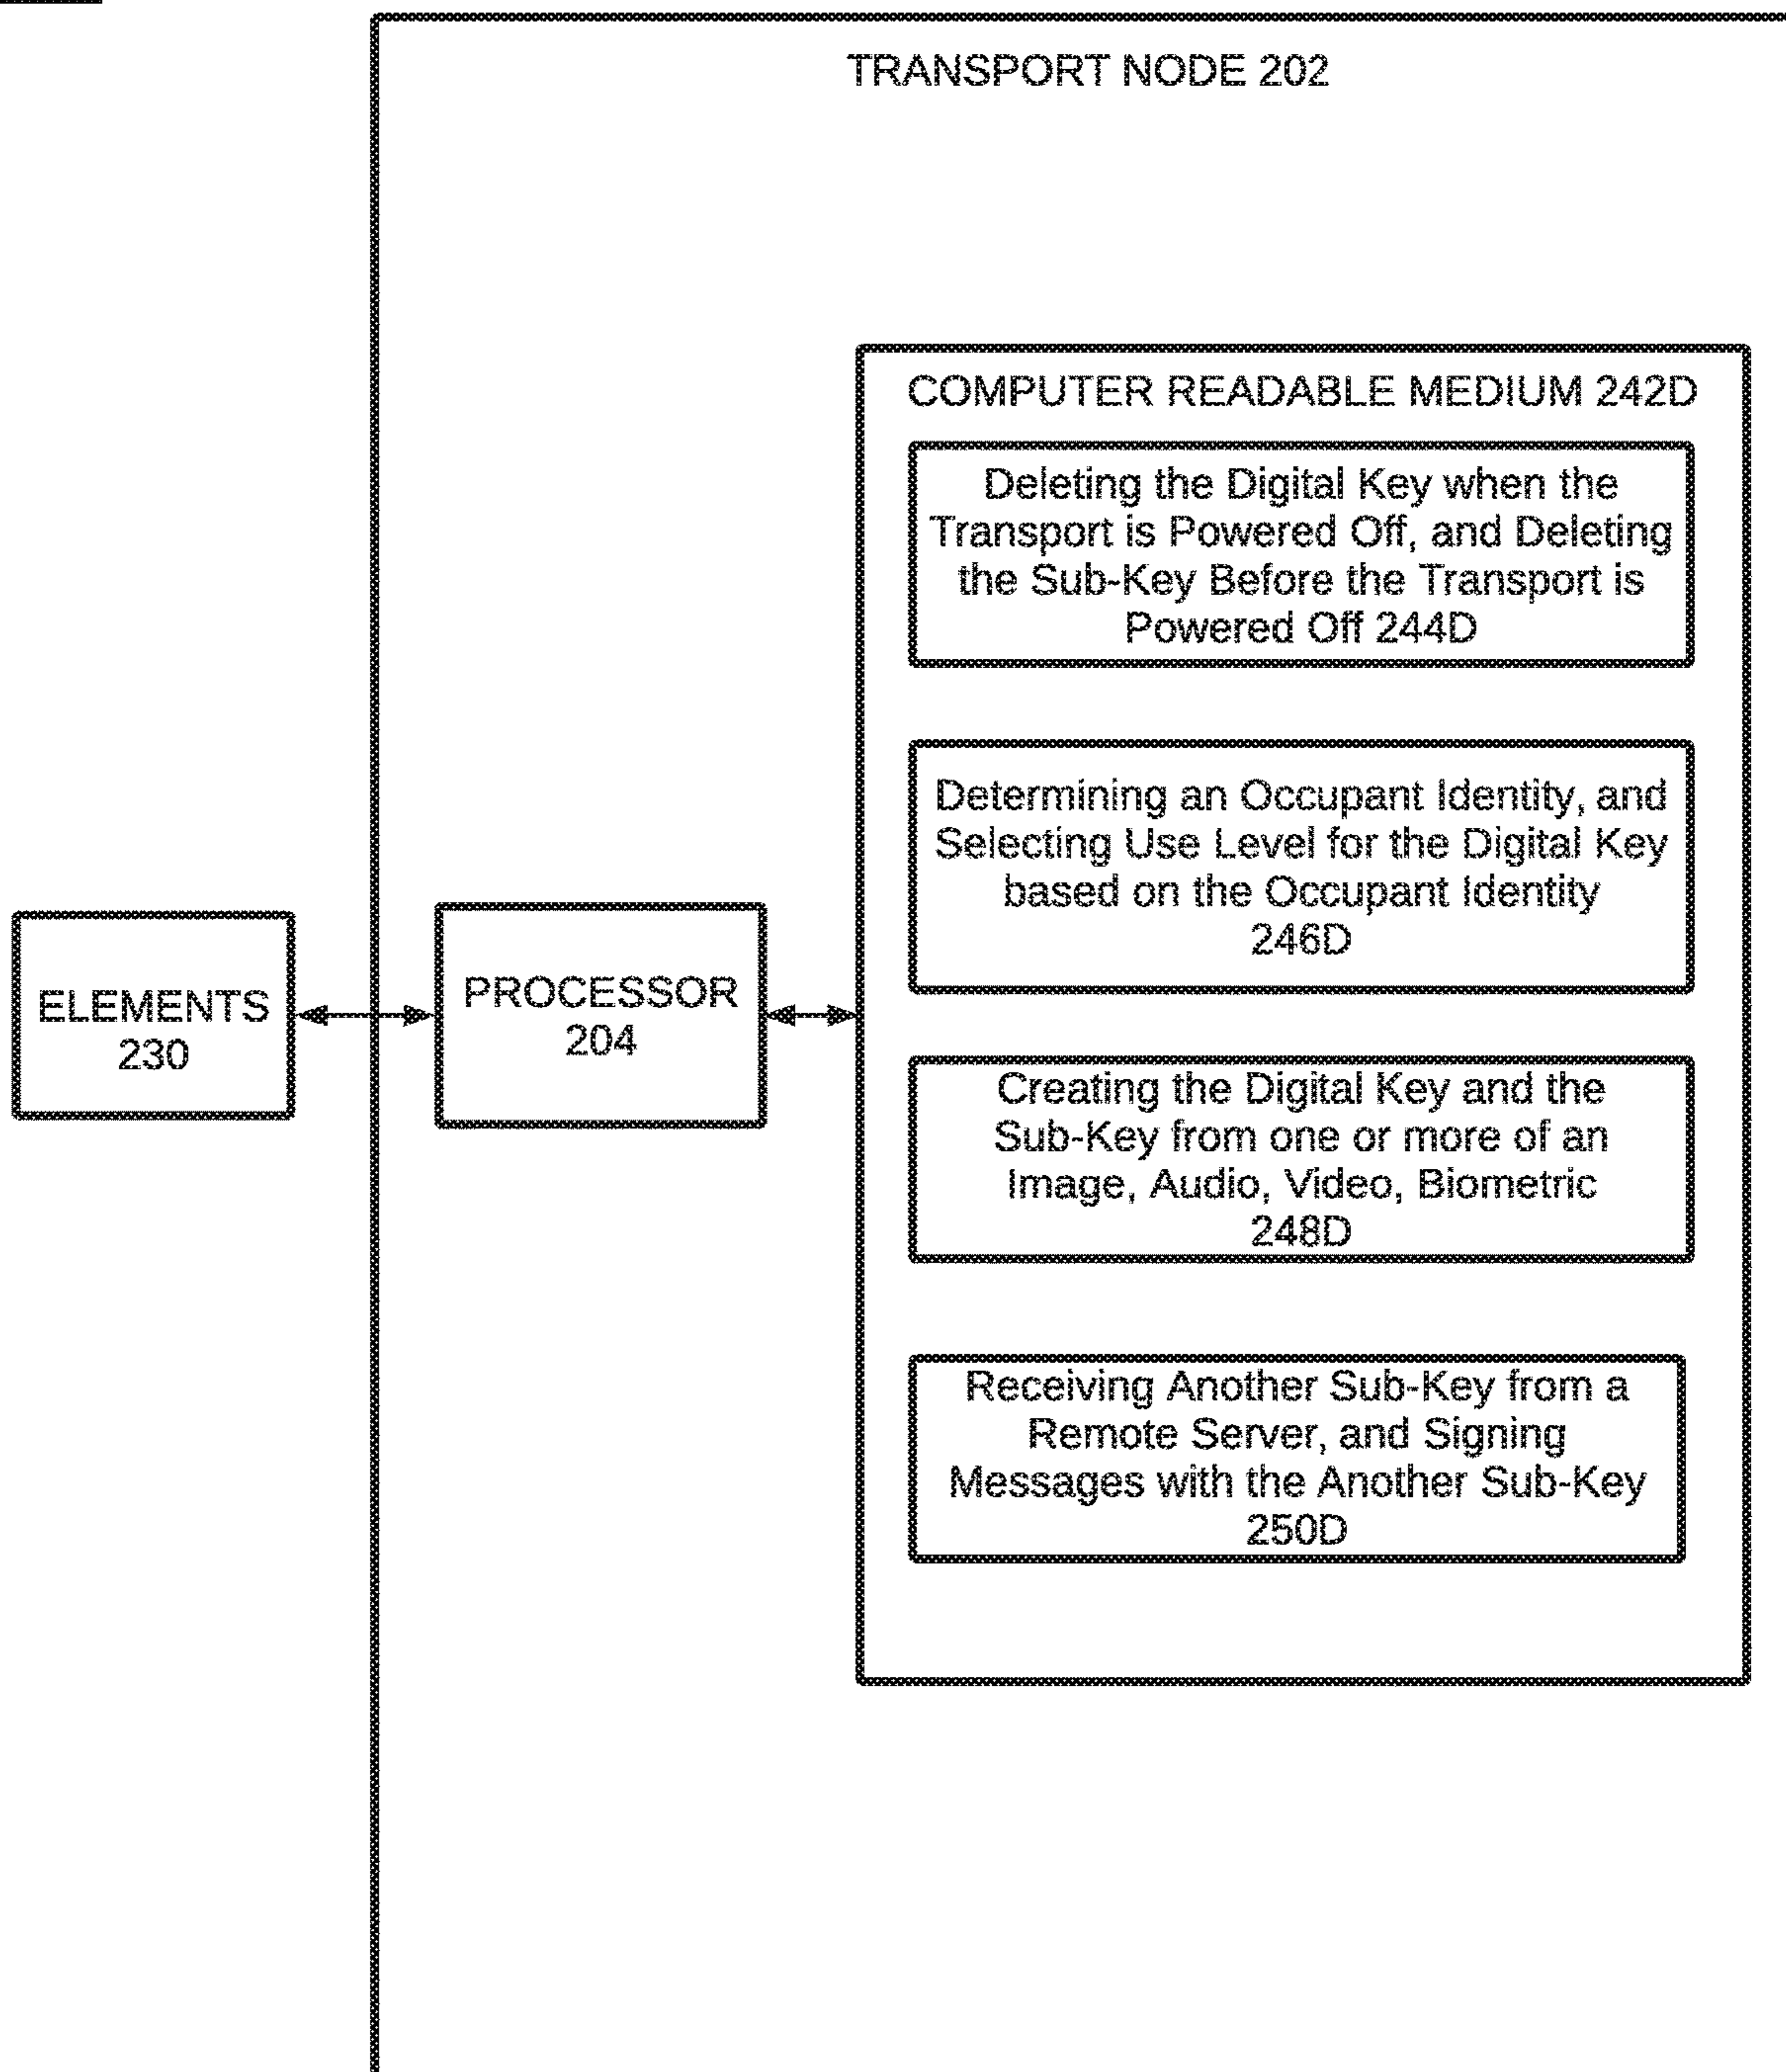 TRANSPORT NODE 202
COMPUTER READABLE MEDIUM 242D
Deleting the Digital Key when the
Transport is Powered Off, and Deleting
the Sub-Key Before the Transport is
Powered Off 244D
Determining an Occupant Identity, and
Selecting Use Level for the Digital Key
based on the Occupant Identity
246D
ELEMENTS
230
PROCESSOR
204
Creating the Digital Key and the
Sub-Key from one or more of an
Image, Audio, Video, Biometric
248D
Receiving Another Sub-Key from a
Remote Server, and Signing
Messages with the Another Sub-Key
250D